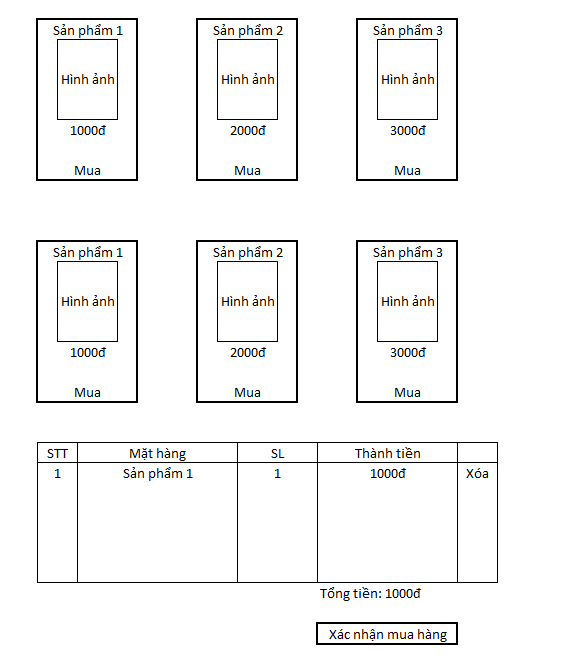 Sản phẩm 1 Sản phẩm 2 Sản phẩm 3
Hình ảnh Hình ảnh Hình ảnh
1000đ 2000đ 3000đ
Mua Mua Mua
Sản phẩm 1 Sản phẩm 2 Sản phẩm 3
Hình ảnh Hình ảnh Hình ảnh
1000đ 2000đ 3000đ
Mua Mua Mua
STT Mặt hàng SL Thành tiền
1 Sản phẩm 1 1 1000đ Xóa
Tổng tiền: 1000đ
Xác nhận mua hàng